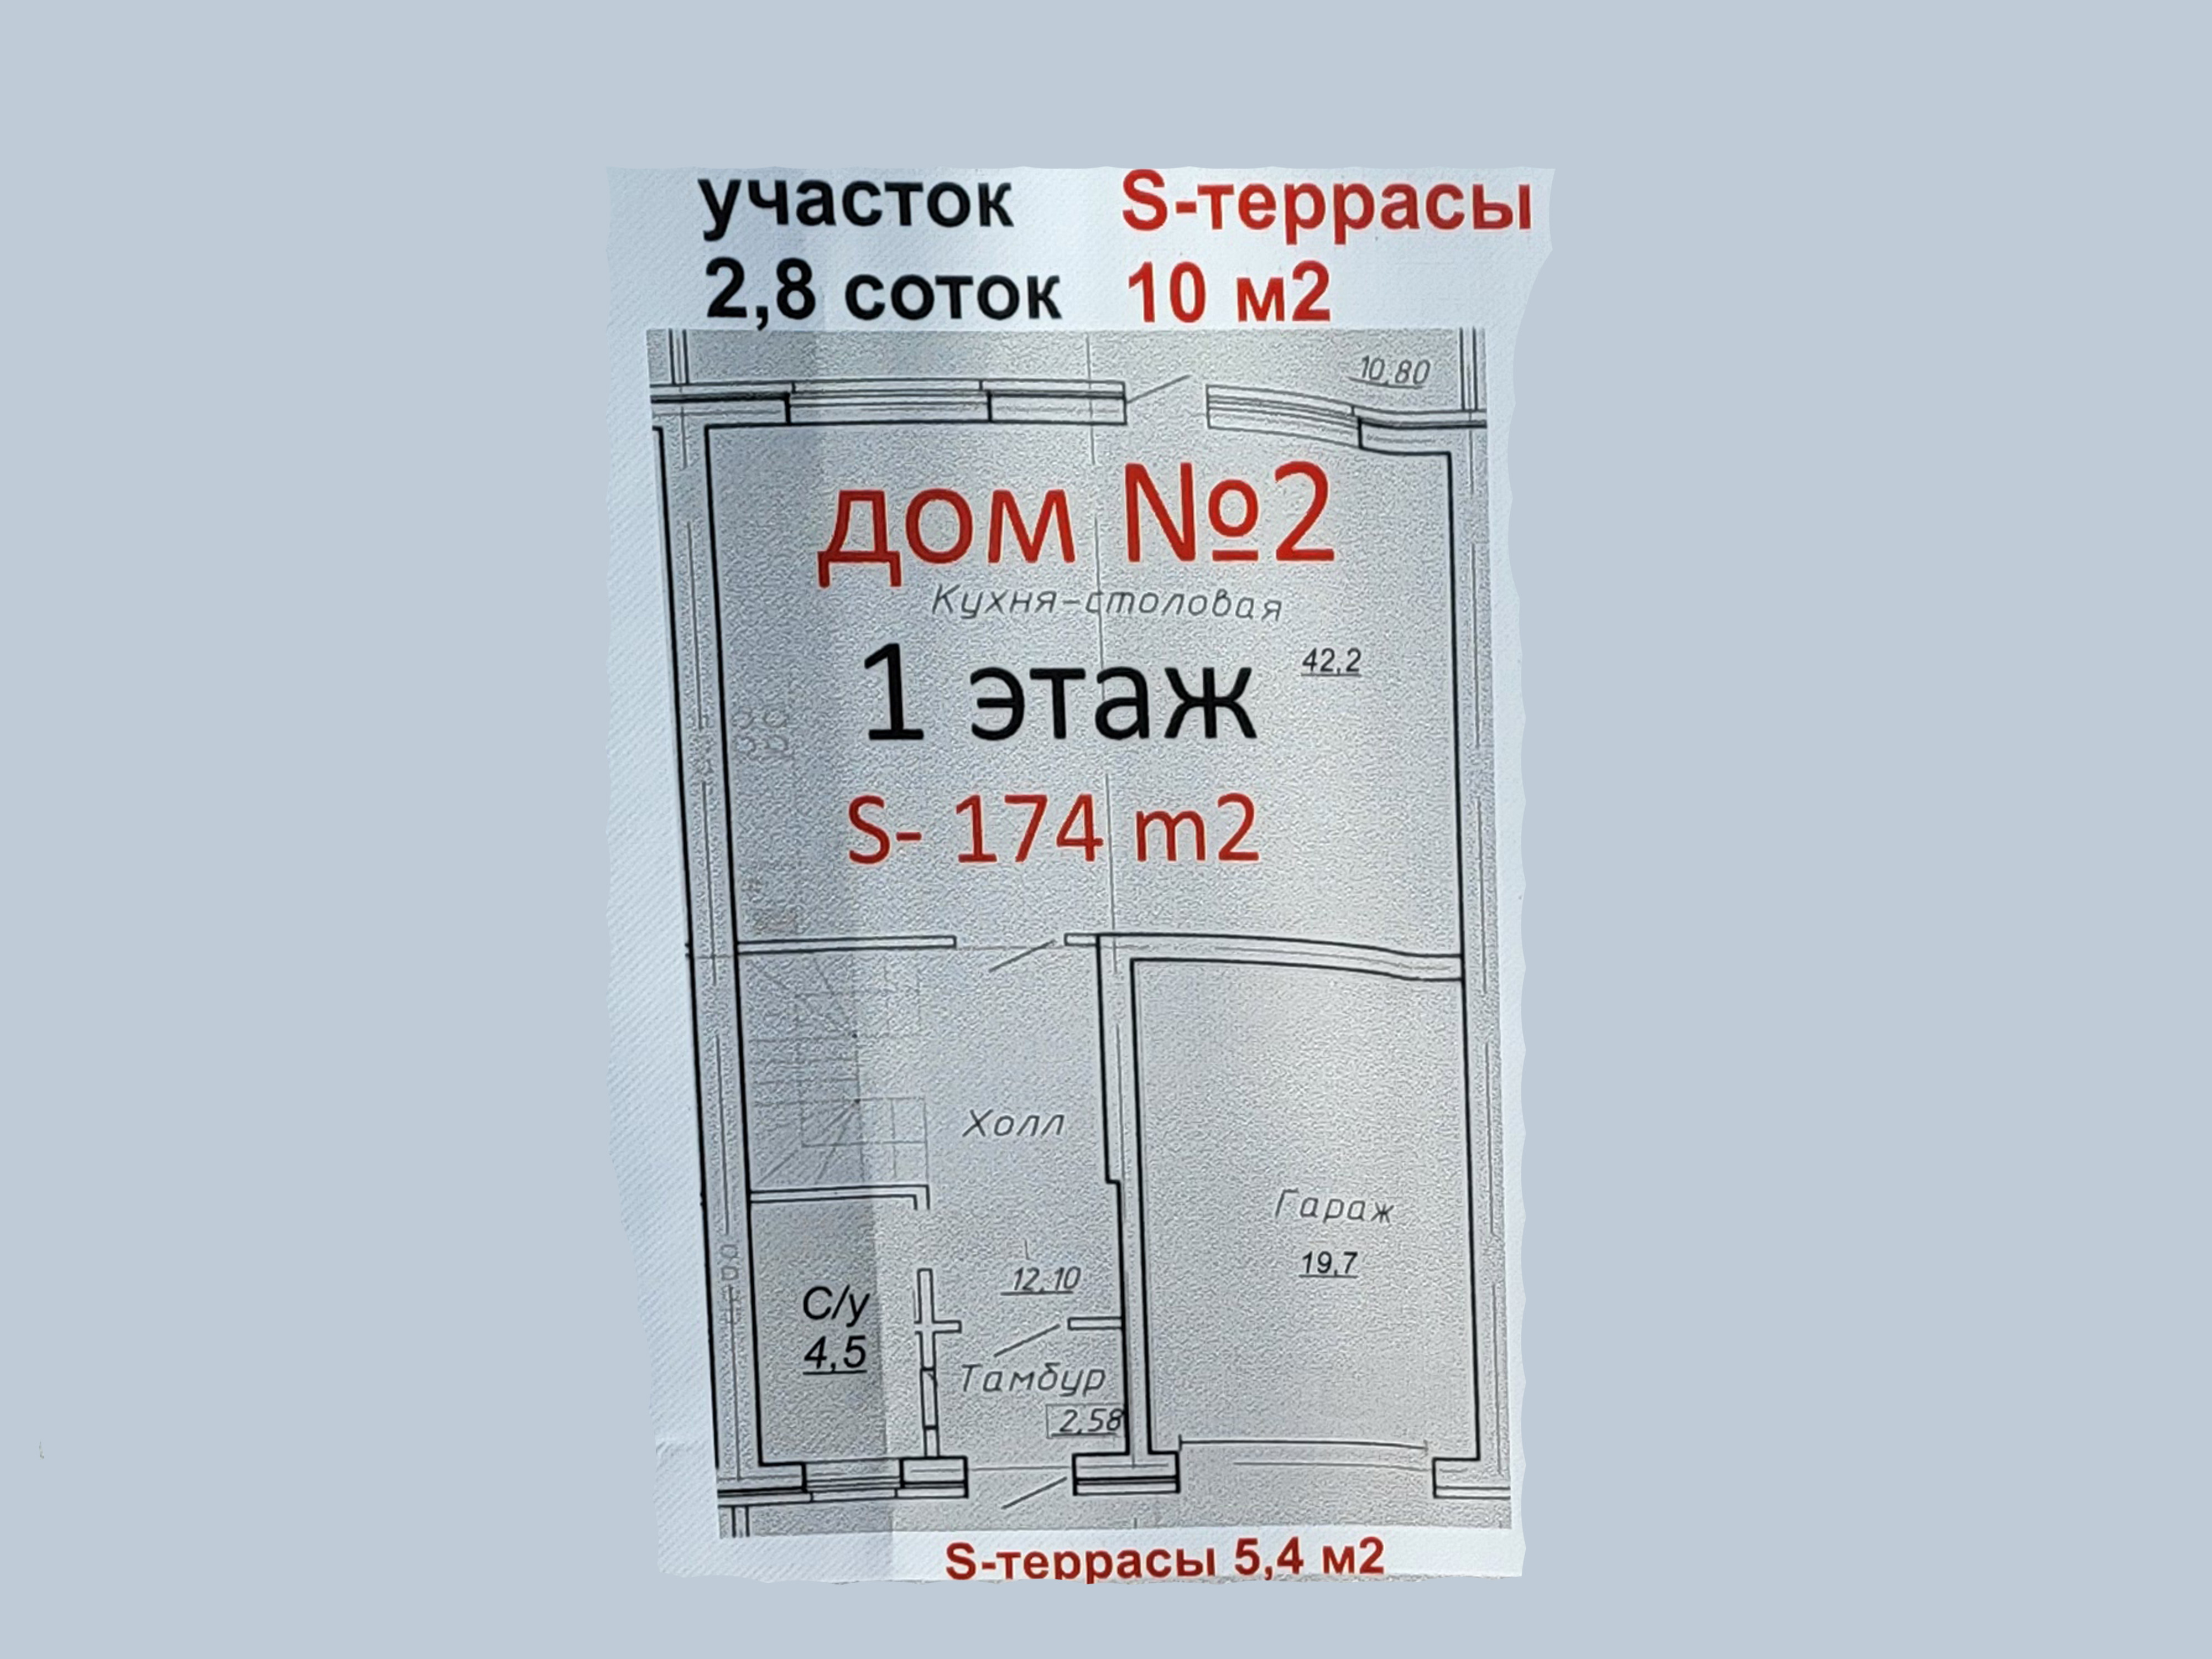 участок S-террасы
2,8 соток 10 м2
10,80
дом №2
Кухня-столовая
42,2
1 этаж
S- 174 m2
Холл
Гараж
19,7
12,10
С/у
4,5
Тамбур
2,58
S-террасы 5,4 м2